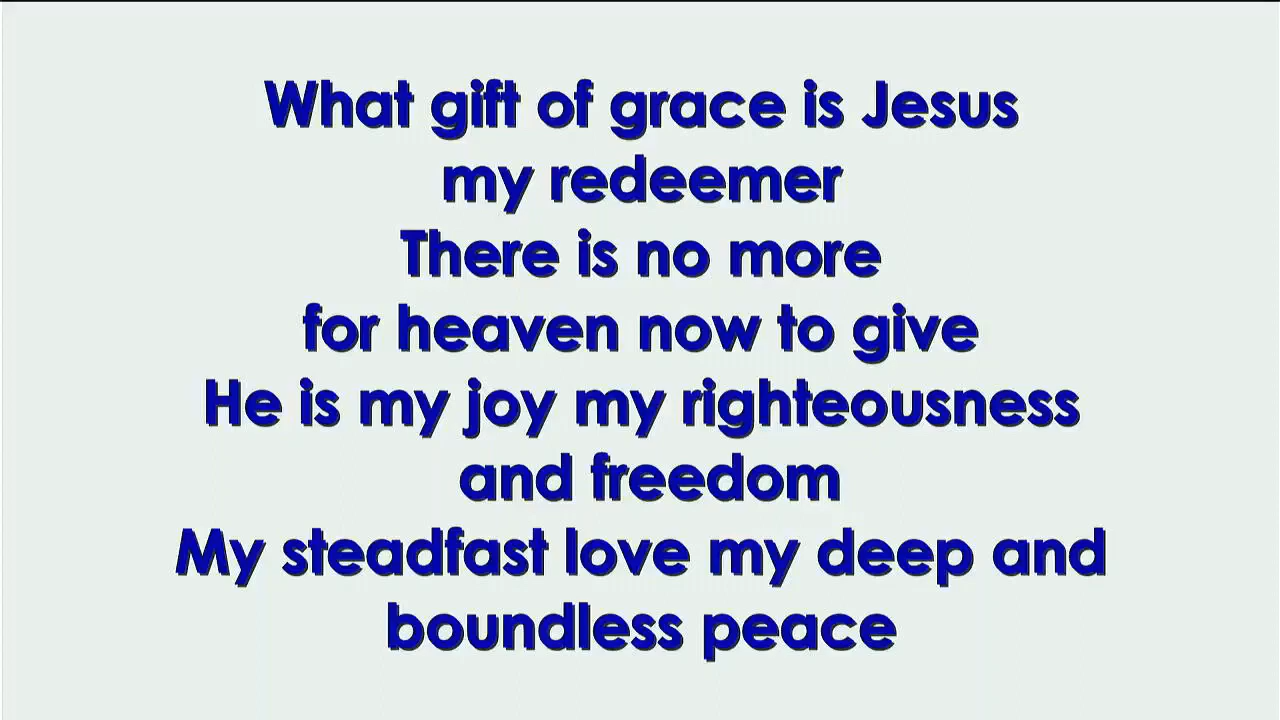 What gift of grace is Jesus
my redeemer
There is no more
for heaven now to give
He is my joy my righteousness
and freedom
My steadfast love my deep and
boundless peace